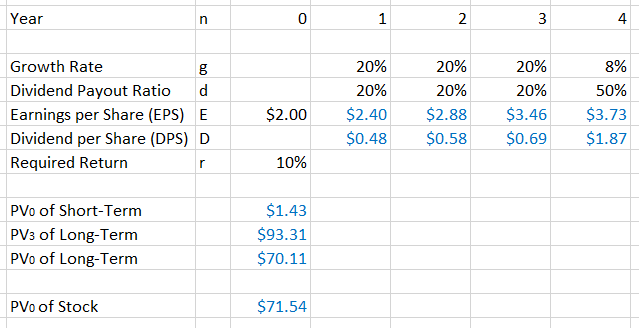 Year n 0 1 2 3 4
Growth Rate g 20% 20% 20% 8%
Dividend Payout Ratio d 20% 20% 20% 50%
Earnings per Share (EPS) E $2.00 $2.40 $2.88 $3.46 $3.73
Dividend per Share (DPS) D $0.48 $0.58 $0.69 $1.87
Required Return r 10%
PV₀ of Short-Term $1.43
PV₃ of Long-Term $93.31
PV₀ of Long-Term $70.11
PV₀ of Stock $71.54